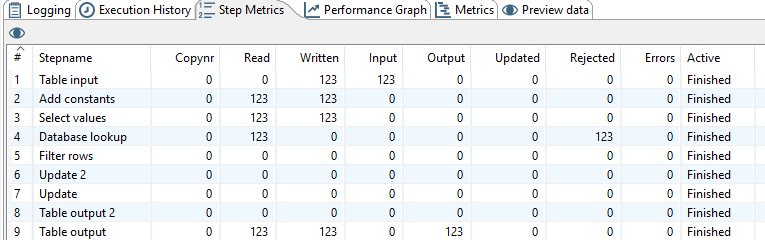 Logging Execution History Step Metrics Performance Graph Metrics Preview data
# Stepname Copynr Read Written Input Output Updated Rejected Errors Active
1 Table input 0 0 123 123 0 0 0 0 Finished
2 Add constants 0 123 123 0 0 0 0 0 Finished
3 Select values 0 123 123 0 0 0 0 0 Finished
4 Database lookup 0 123 0 0 0 0 123 0 Finished
5 Filter rows 0 0 0 0 0 0 0 0 Finished
6 Update 2 0 0 0 0 0 0 0 0 Finished
7 Update 0 0 0 0 0 0 0 0 Finished
8 Table output 2 0 0 0 0 0 0 0 0 Finished
9 Table output 0 123 123 0 123 0 0 0 Finished